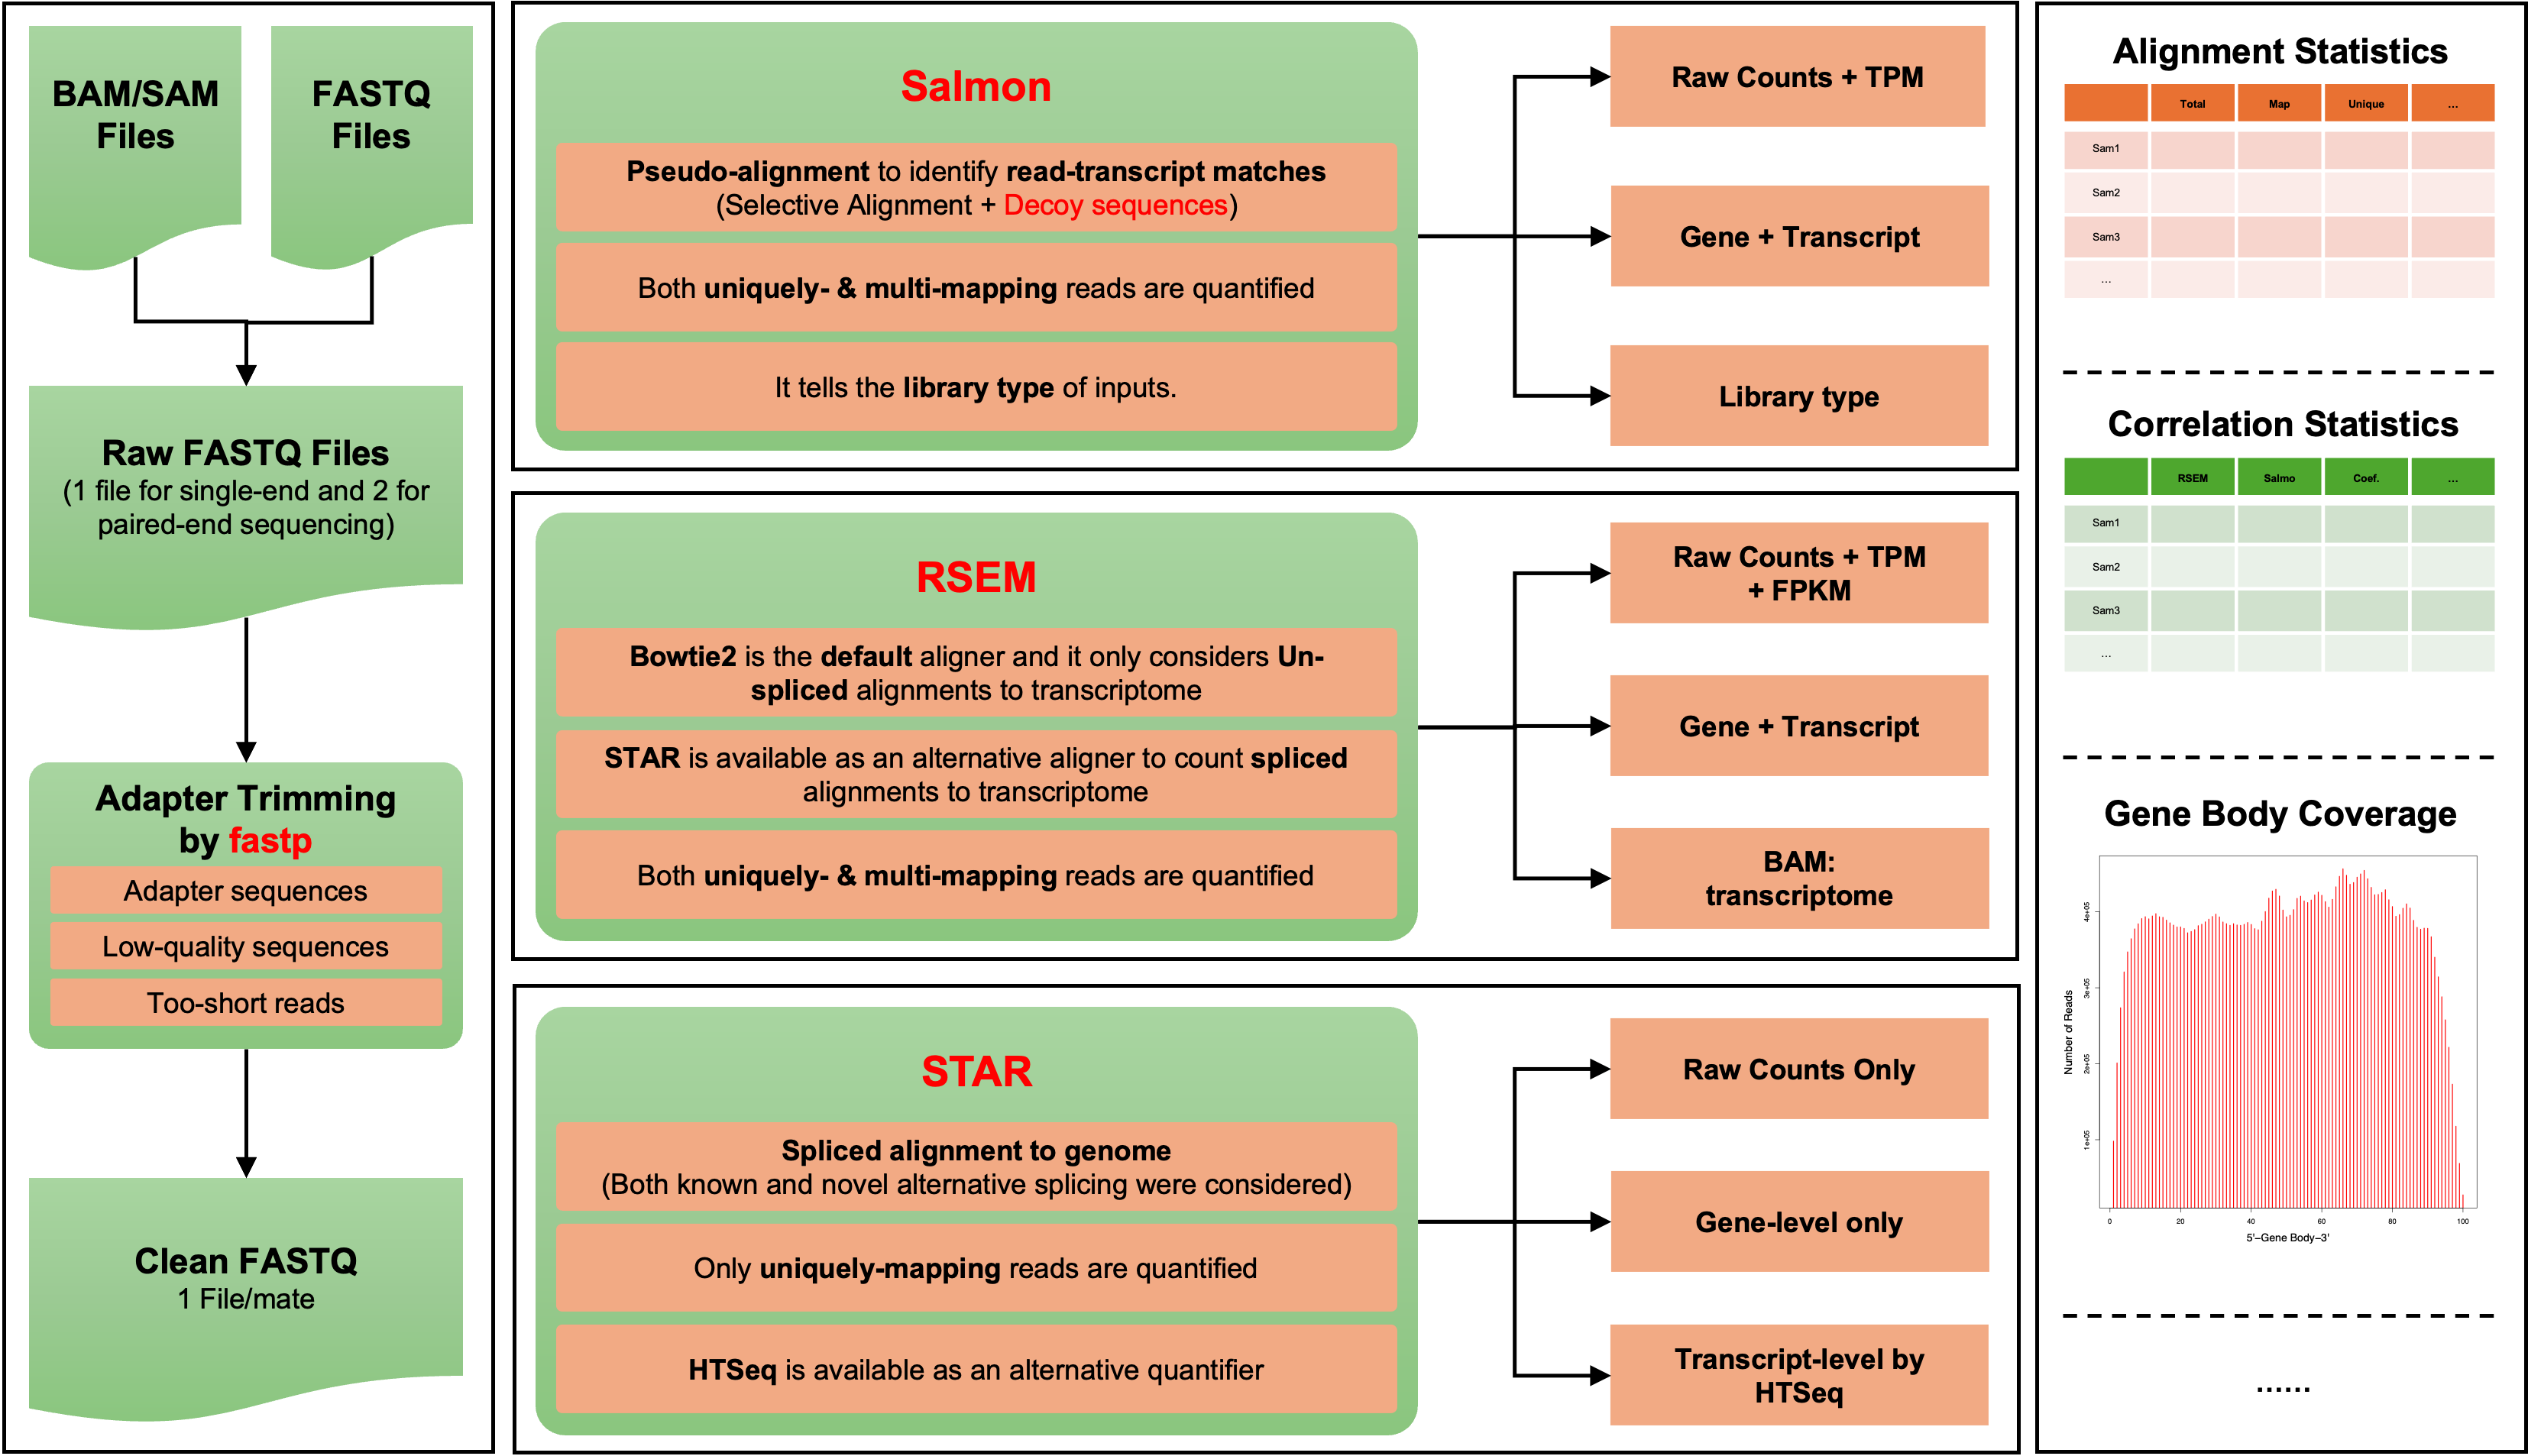 BAM/SAM
Files
FASTQ
Files
Raw FASTQ Files
(1 file for single-end and 2 for
paired-end sequencing)
Adapter Trimming
by fastp
Adapter sequences
Low-quality sequences
Too-short reads
Clean FASTQ
1 File/mate
Salmon
Pseudo-alignment to identify read-transcript matches
(Selective Alignment + Decoy sequences)
Both uniquely- & multi-mapping reads are quantified
It tells the library type of inputs.
Raw Counts + TPM
Gene + Transcript
Library type
RSEM
Bowtie2 is the default aligner and it only considers Un-
spliced alignments to transcriptome
STAR is available as an alternative aligner to count spliced
alignments to transcriptome
Both uniquely- & multi-mapping reads are quantified
Raw Counts + TPM
+ FPKM
Gene + Transcript
BAM:
transcriptome
STAR
Spliced alignment to genome
(Both known and novel alternative splicing were considered)
Only uniquely-mapping reads are quantified
HTSeq is available as an alternative quantifier
Raw Counts Only
Gene-level only
Transcript-level by
HTSeq
Alignment Statistics
Total Map Unique ...
Sam1
Sam2
Sam3
...
Correlation Statistics
RSEM Salmo Coef. ...
Sam1
Sam2
Sam3
...
Gene Body Coverage
Number of Reads
4e+05
3e+05
2e+05
1e+05
0 20 40 60 80 100
5'−Gene Body−3'
......